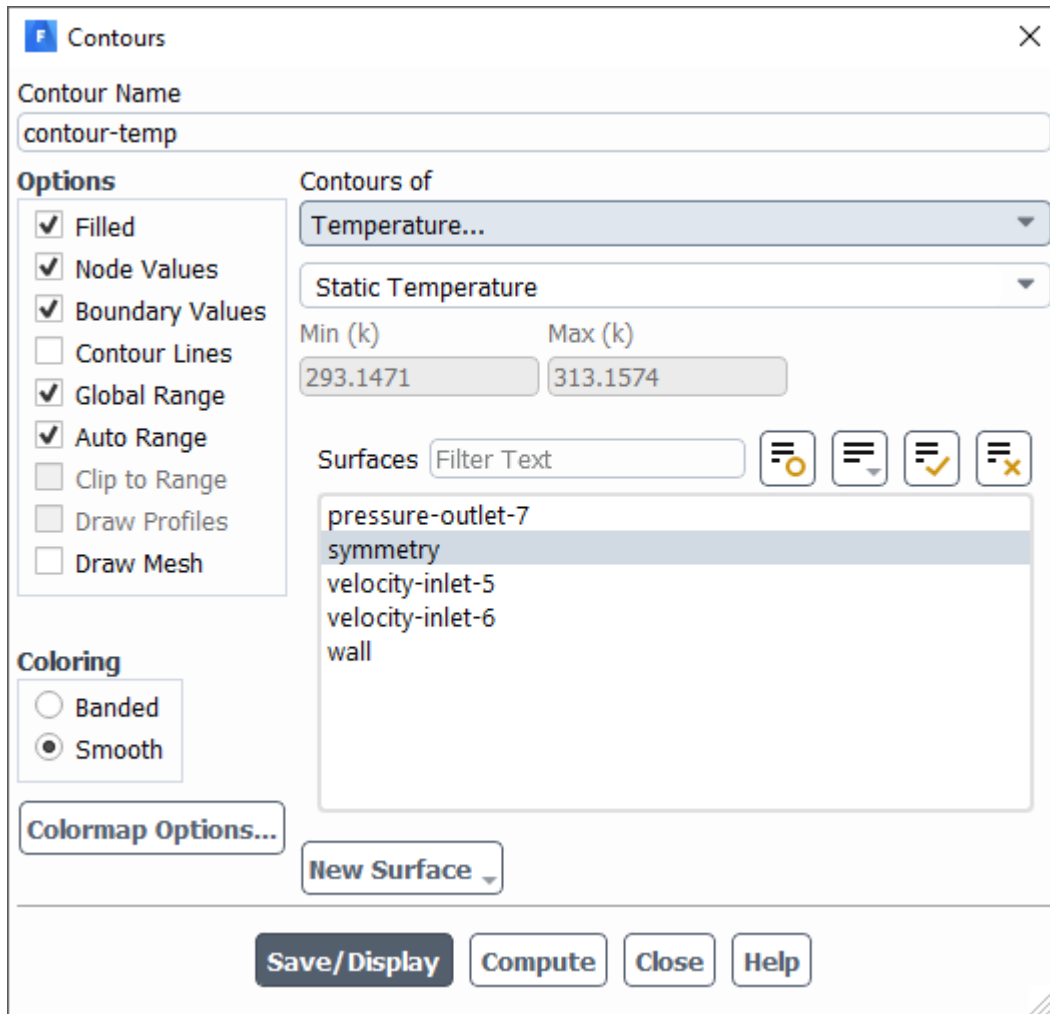 F Contours
Contour Name
contour-temp
Options
Filled
Node Values
Boundary Values
Contour Lines
Global Range
Auto Range
Clip to Range
Draw Profiles
Draw Mesh
Coloring
Banded
Smooth
Colormap Options...
Contours of
Temperature...
Static Temperature
Min (k) Max (k)
293.1471 313.1574
Surfaces Filter Text
pressure-outlet-7
symmetry
velocity-inlet-5
velocity-inlet-6
wall
New Surface
Save/Display Compute Close Help